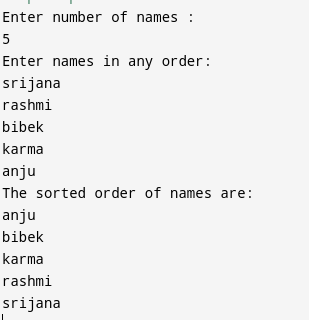 Enter number of names :
5
Enter names in any order:
srijana
rashmi
bibek
karma
anju
The sorted order of names are:
anju
bibek
karma
rashmi
srijana